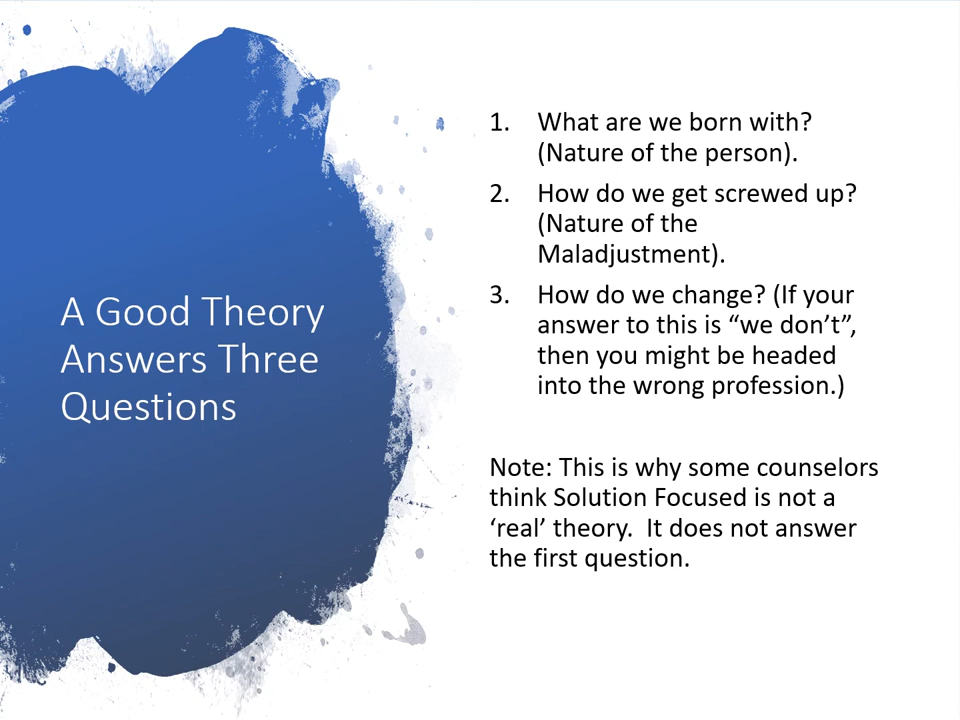 A Good Theory
Answers Three
Questions
1. What are we born with?
(Nature of the person).
2. How do we get screwed up?
(Nature of the
Maladjustment).
3. How do we change? (If your
answer to this is “we don’t”,
then you might be headed
into the wrong profession.)
Note: This is why some counselors
think Solution Focused is not a
‘real’ theory.  It does not answer
the first question.